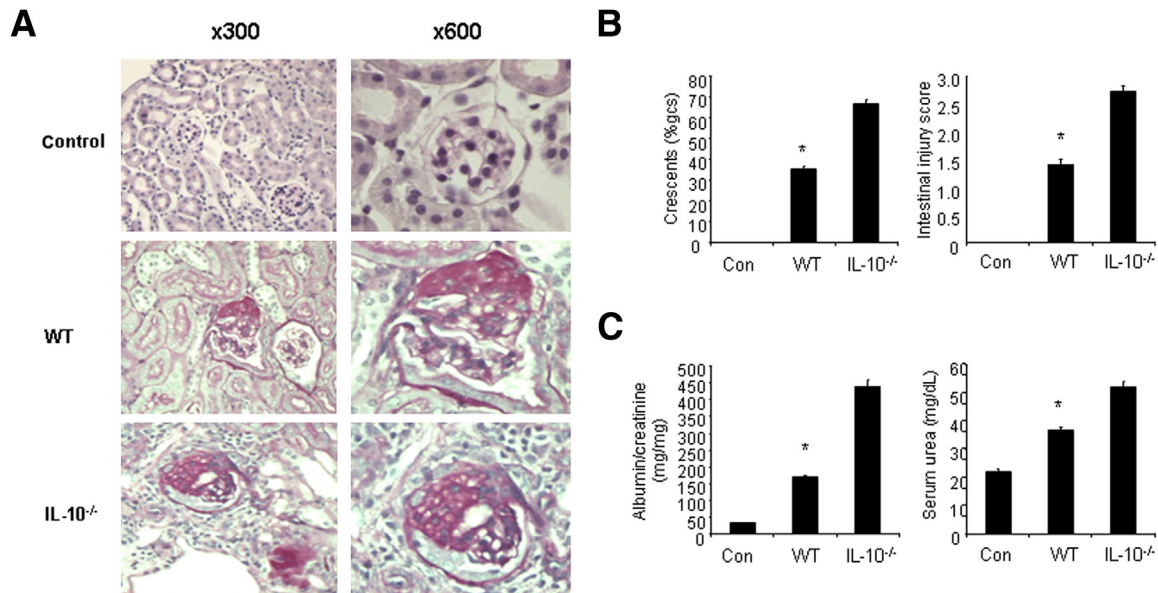 A
x300
x600
Control
WT
IL-10-/-
B
Crescents (%gcs)
80
70
60
50
40
30
20
10
0
Con
WT
IL-10-/-
*
Intestinal injury score
3.0
2.5
2.0
1.5
1.0
0.5
0
Con
WT
IL-10-/-
*
C
Albumin/creatinine
(mg/mg)
500
450
400
350
300
250
200
150
100
50
0
Con
WT
IL-10-/-
*
Serum urea (mg/dL)
60
50
40
30
20
10
0
Con
WT
IL-10-/-
*